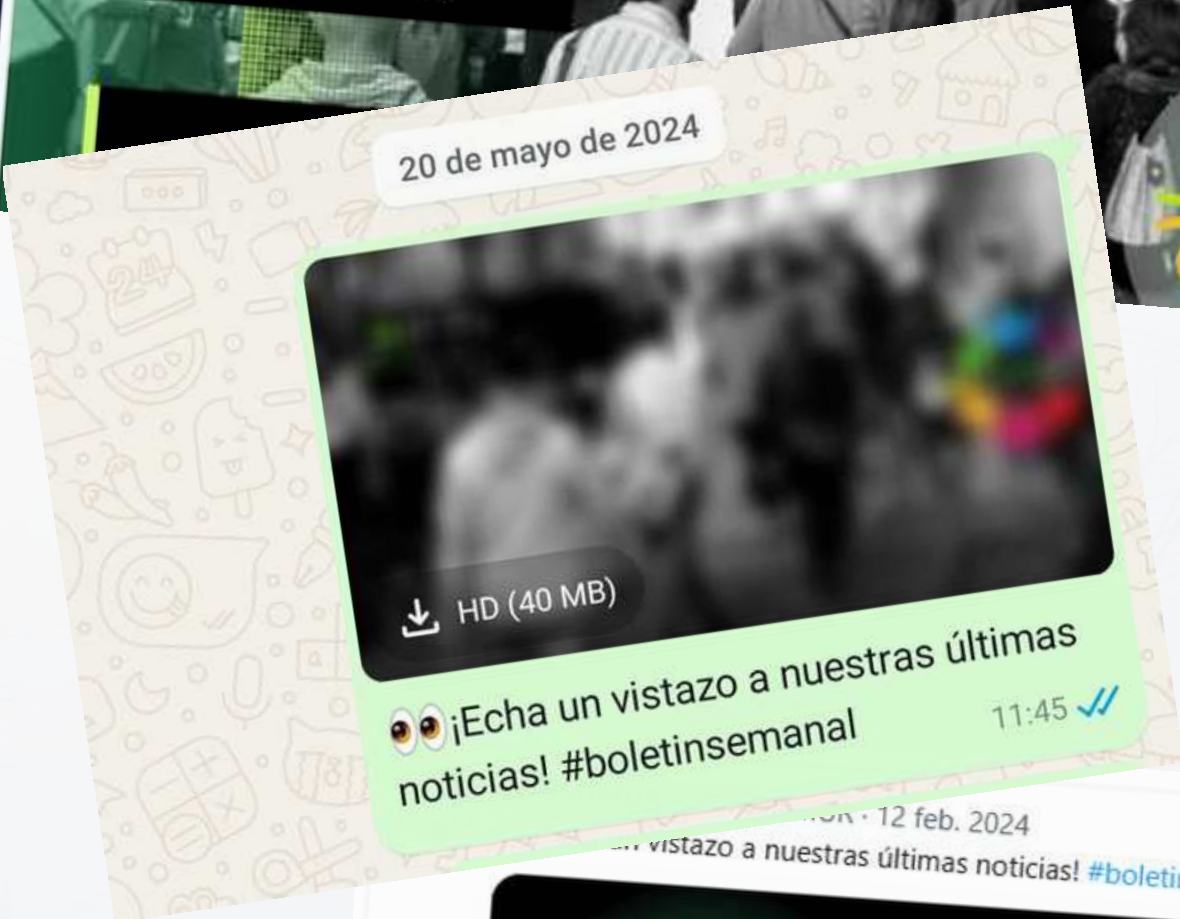 20 de mayo de 2024
HD (40 MB)
👀¡Echa un vistazo a nuestras últimas
noticias! #boletinsemanal
11:45
· 12 feb. 2024
vistazo a nuestras últimas noticias!